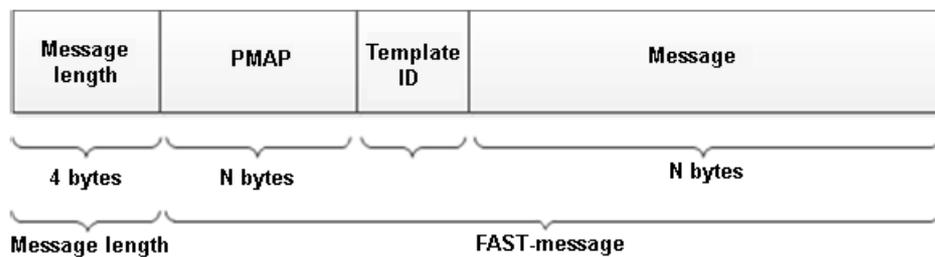 Message
length
PMAP
Template
ID
Message
4 bytes
N bytes
N bytes
Message length
FAST-message